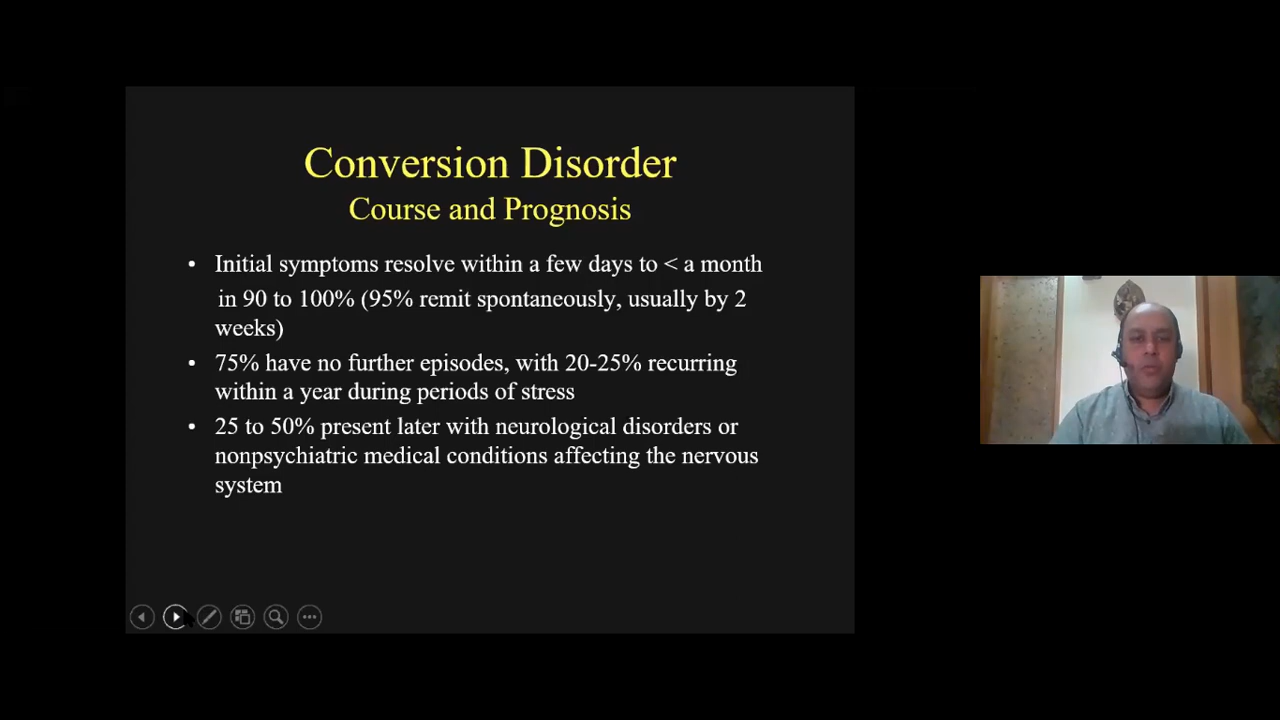 Conversion Disorder
Course and Prognosis
• Initial symptoms resolve within a few days to < a month
in 90 to 100% (95% remit spontaneously, usually by 2
weeks)
• 75% have no further episodes, with 20-25% recurring
within a year during periods of stress
• 25 to 50% present later with neurological disorders or
nonpsychiatric medical conditions affecting the nervous
system